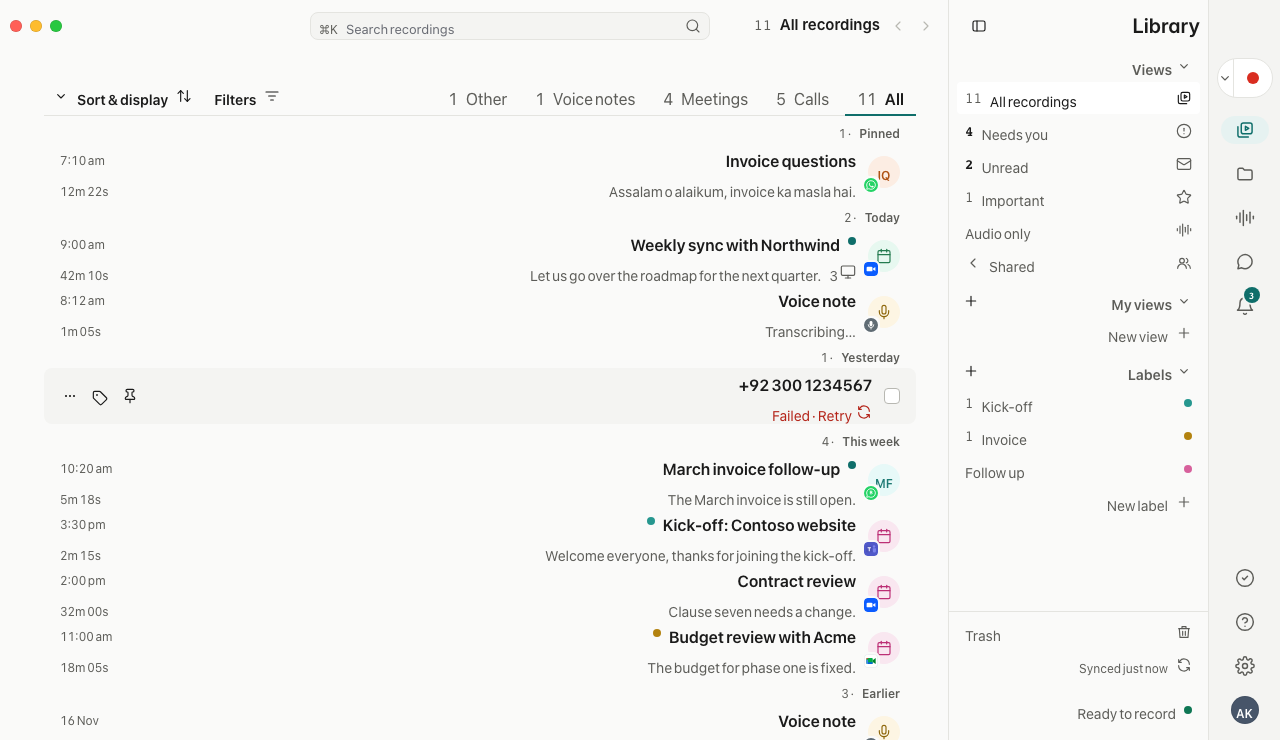 ⌘K Search recordings
11 All recordings
Library
Sort & display
Filters
1 Other
1 Voice notes
4 Meetings
5 Calls
11 All
1 · Pinned
7:10 am
Invoice questions
IQ
12m 22s
Assalam o alaikum, invoice ka masla hai.
2 · Today
9:00 am
Weekly sync with Northwind
42m 10s
Let us go over the roadmap for the next quarter. 3
8:12 am
Voice note
1m 05s
Transcribing...
1 · Yesterday
+92 300 1234567
Failed · Retry
4 · This week
10:20 am
March invoice follow-up
MF
5m 18s
The March invoice is still open.
3:30 pm
Kick-off: Contoso website
2m 15s
Welcome everyone, thanks for joining the kick-off.
2:00 pm
Contract review
32m 00s
Clause seven needs a change.
11:00 am
Budget review with Acme
18m 05s
The budget for phase one is fixed.
3 · Earlier
16 Nov
Voice note
Views
11 All recordings
4 Needs you
2 Unread
1 Important
Audio only
Shared
My views
New view
Labels
1 Kick-off
1 Invoice
Follow up
New label
Trash
Synced just now
Ready to record
3
AK